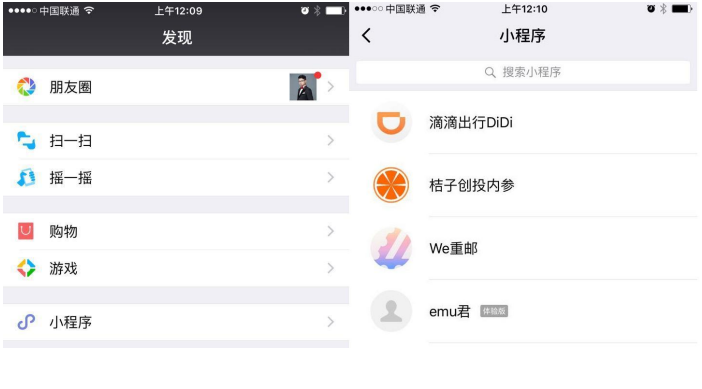 中国联通
上午12:09
发现
朋友圈
扫一扫
摇一摇
购物
游戏
小程序
中国联通
上午12:10
小程序
搜索小程序
滴滴出行DiDi
桔子创投内参
We重邮
emu君 体验版